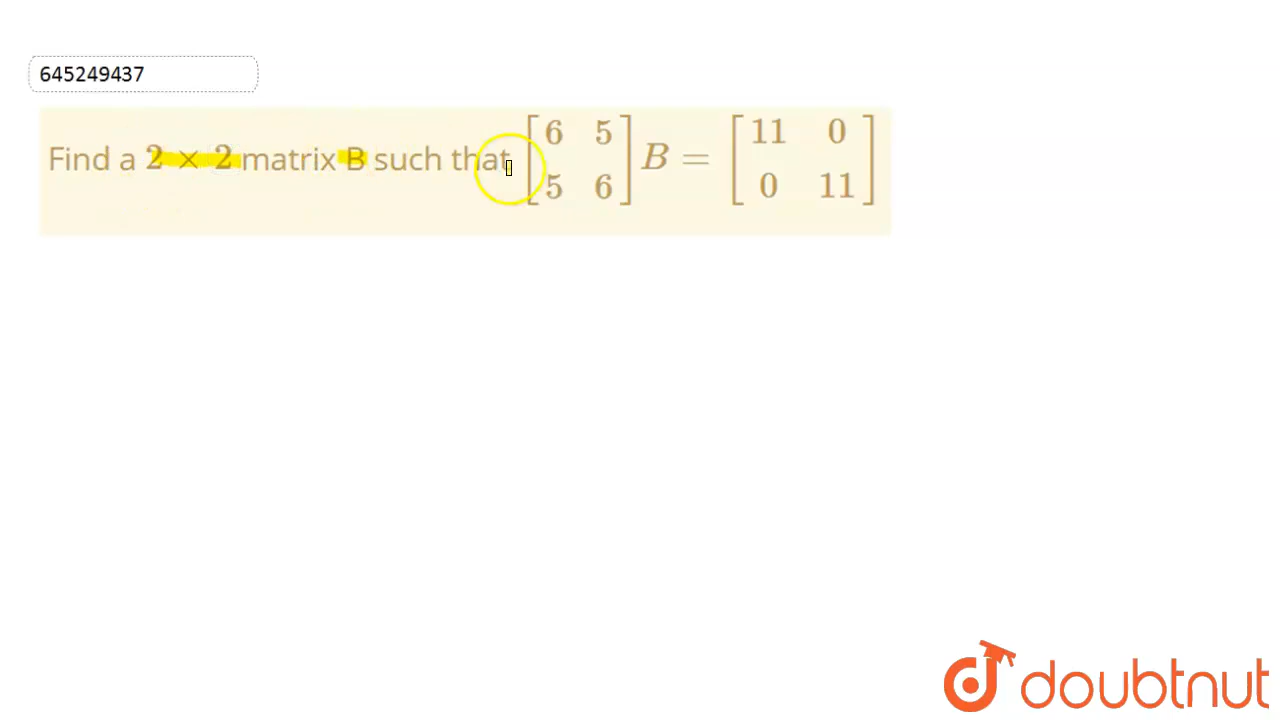 645249437
Find a 2 × 2 matrix B such that [6 5; 5 6] B = [11 0; 0 11]
doubtnut